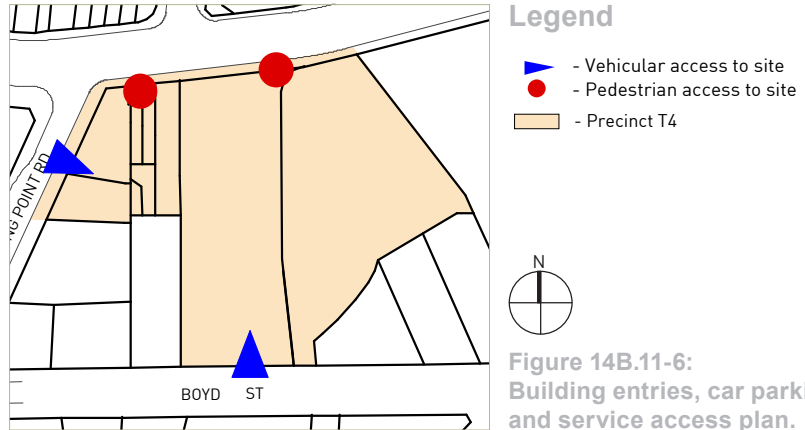 Legend
- Vehicular access to site
- Pedestrian access to site
- Precinct T4
NG POINT RD
BOYD ST
N
Figure 14B.11-6:
Building entries, car parki
and service access plan.